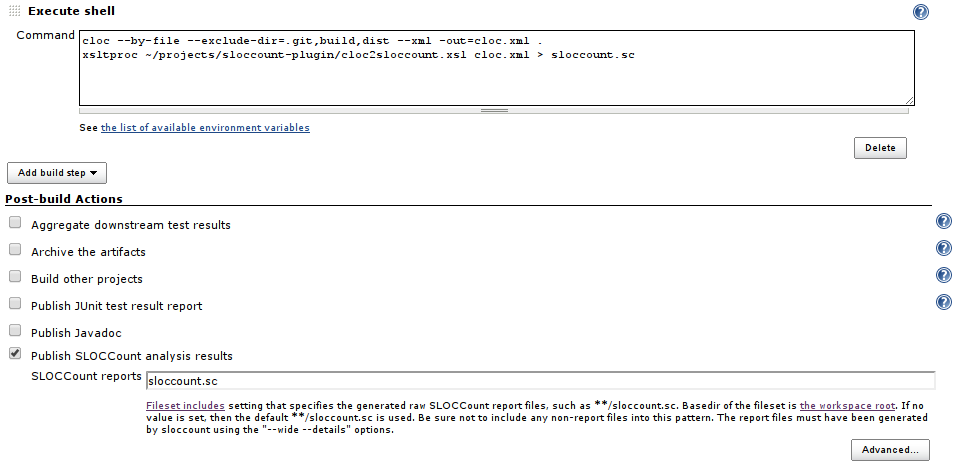 Execute shell
Command
cloc --by-file --exclude-dir=.git,build,dist --xml -out=cloc.xml .
xsltproc ~/projects/sloccount-plugin/cloc2sloccount.xsl cloc.xml > sloccount.sc
See the list of available environment variables
Delete
Add build step
Post-build Actions
Aggregate downstream test results
Archive the artifacts
Build other projects
Publish JUnit test result report
Publish Javadoc
Publish SLOCCount analysis results
SLOCCount reports
sloccount.sc
Fileset includes setting that specifies the generated raw SLOCCount report files, such as **/sloccount.sc. Basedir of the fileset is the workspace root. If no
value is set, then the default **/sloccount.sc is used. Be sure not to include any non-report files into this pattern. The report files must have been generated
by sloccount using the "--wide --details" options.
Advanced...